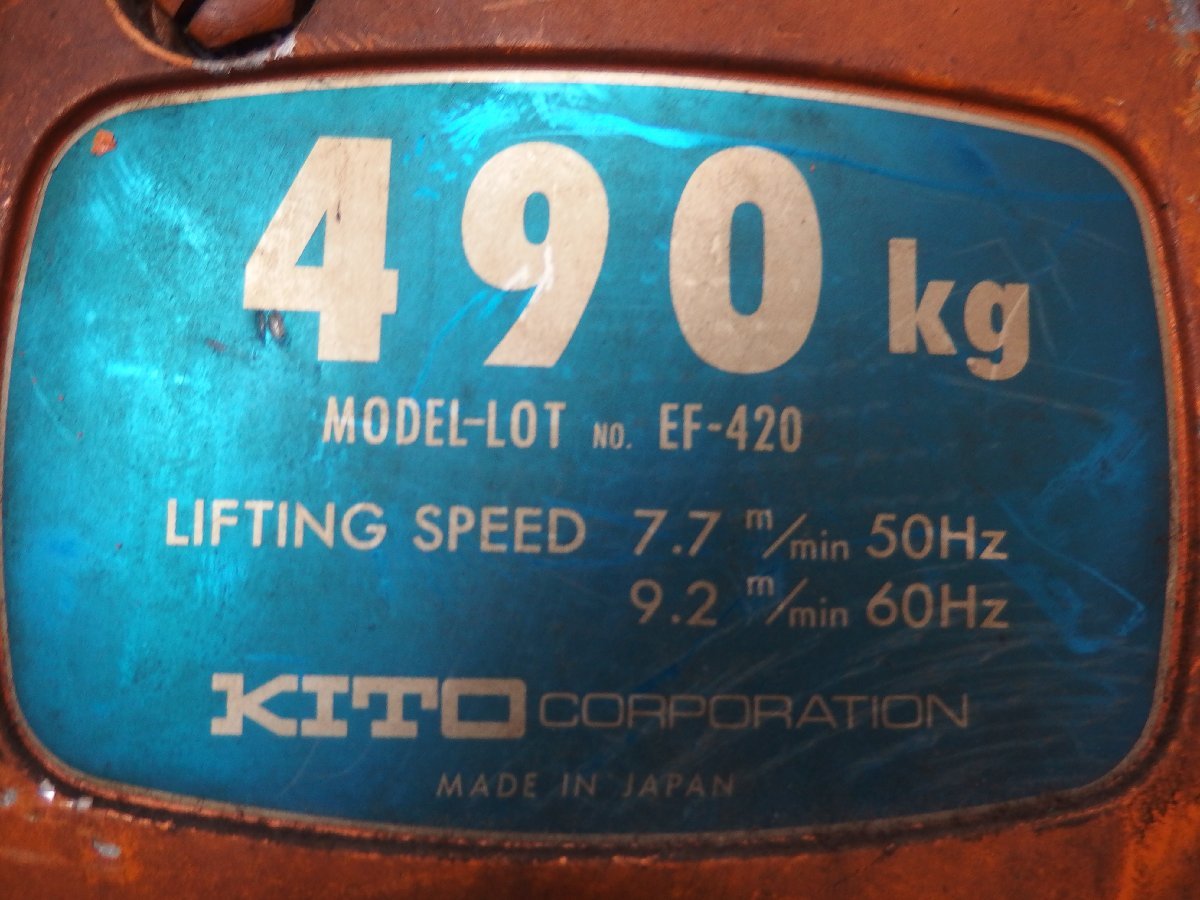 490 kg
MODEL-LOT NO. EF-420
LIFTING SPEED 7.7 m/min 50Hz
9.2 m/min 60Hz
KITO CORPORATION
MADE IN JAPAN